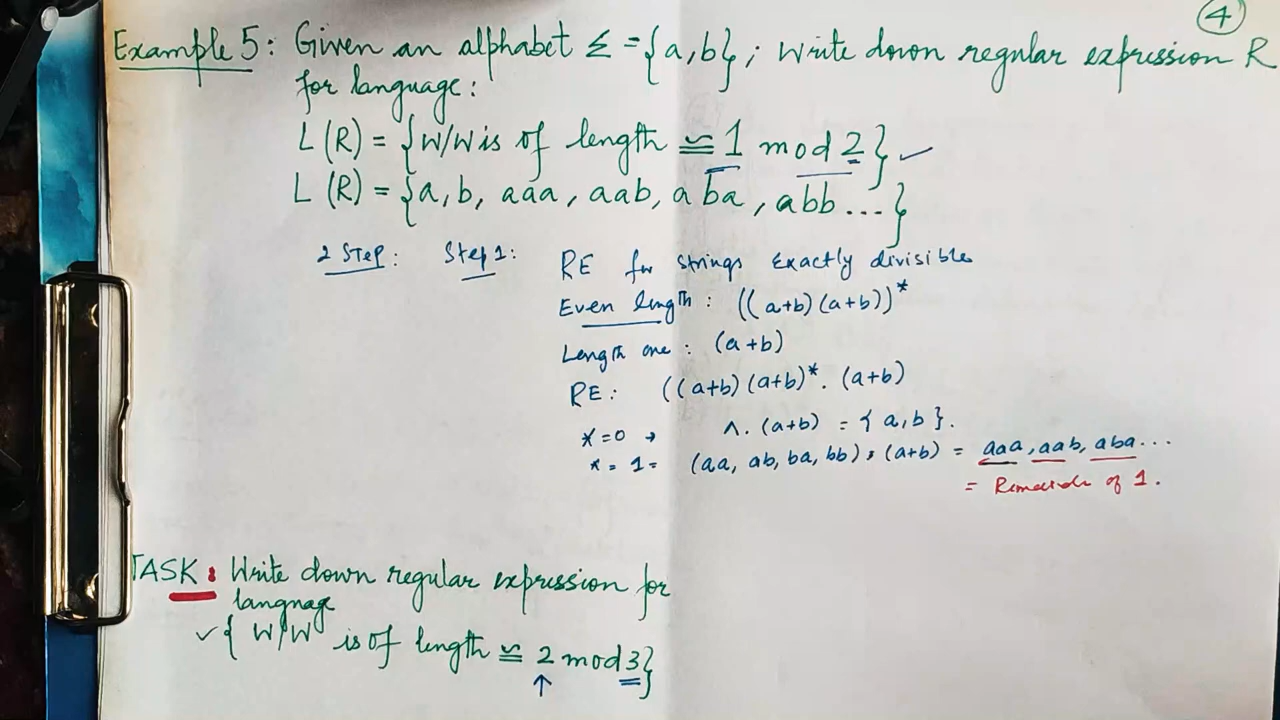 4
Example 5: Given an alphabet Σ = {a,b}; Write down regular expression R
for language:
L(R) = {W/W is of length ≌ 1 mod 2} ✓
L(R) = {a, b, aaa, aab, aba, abb...}
2 Step: Step 1: RE for strings exactly divisible
Even length: ((a+b)(a+b))*
Length one: (a+b)
RE: ((a+b)(a+b)*. (a+b)
*=0 → ∧. (a+b) = {a,b}.
*= 1= (aa, ab, ba, bb), (a+b) = aaa, aab, aba...
= of 1.
TASK: Write down regular expression for
language
✓ { W/W is of length ≌ 2 mod 3}
↑